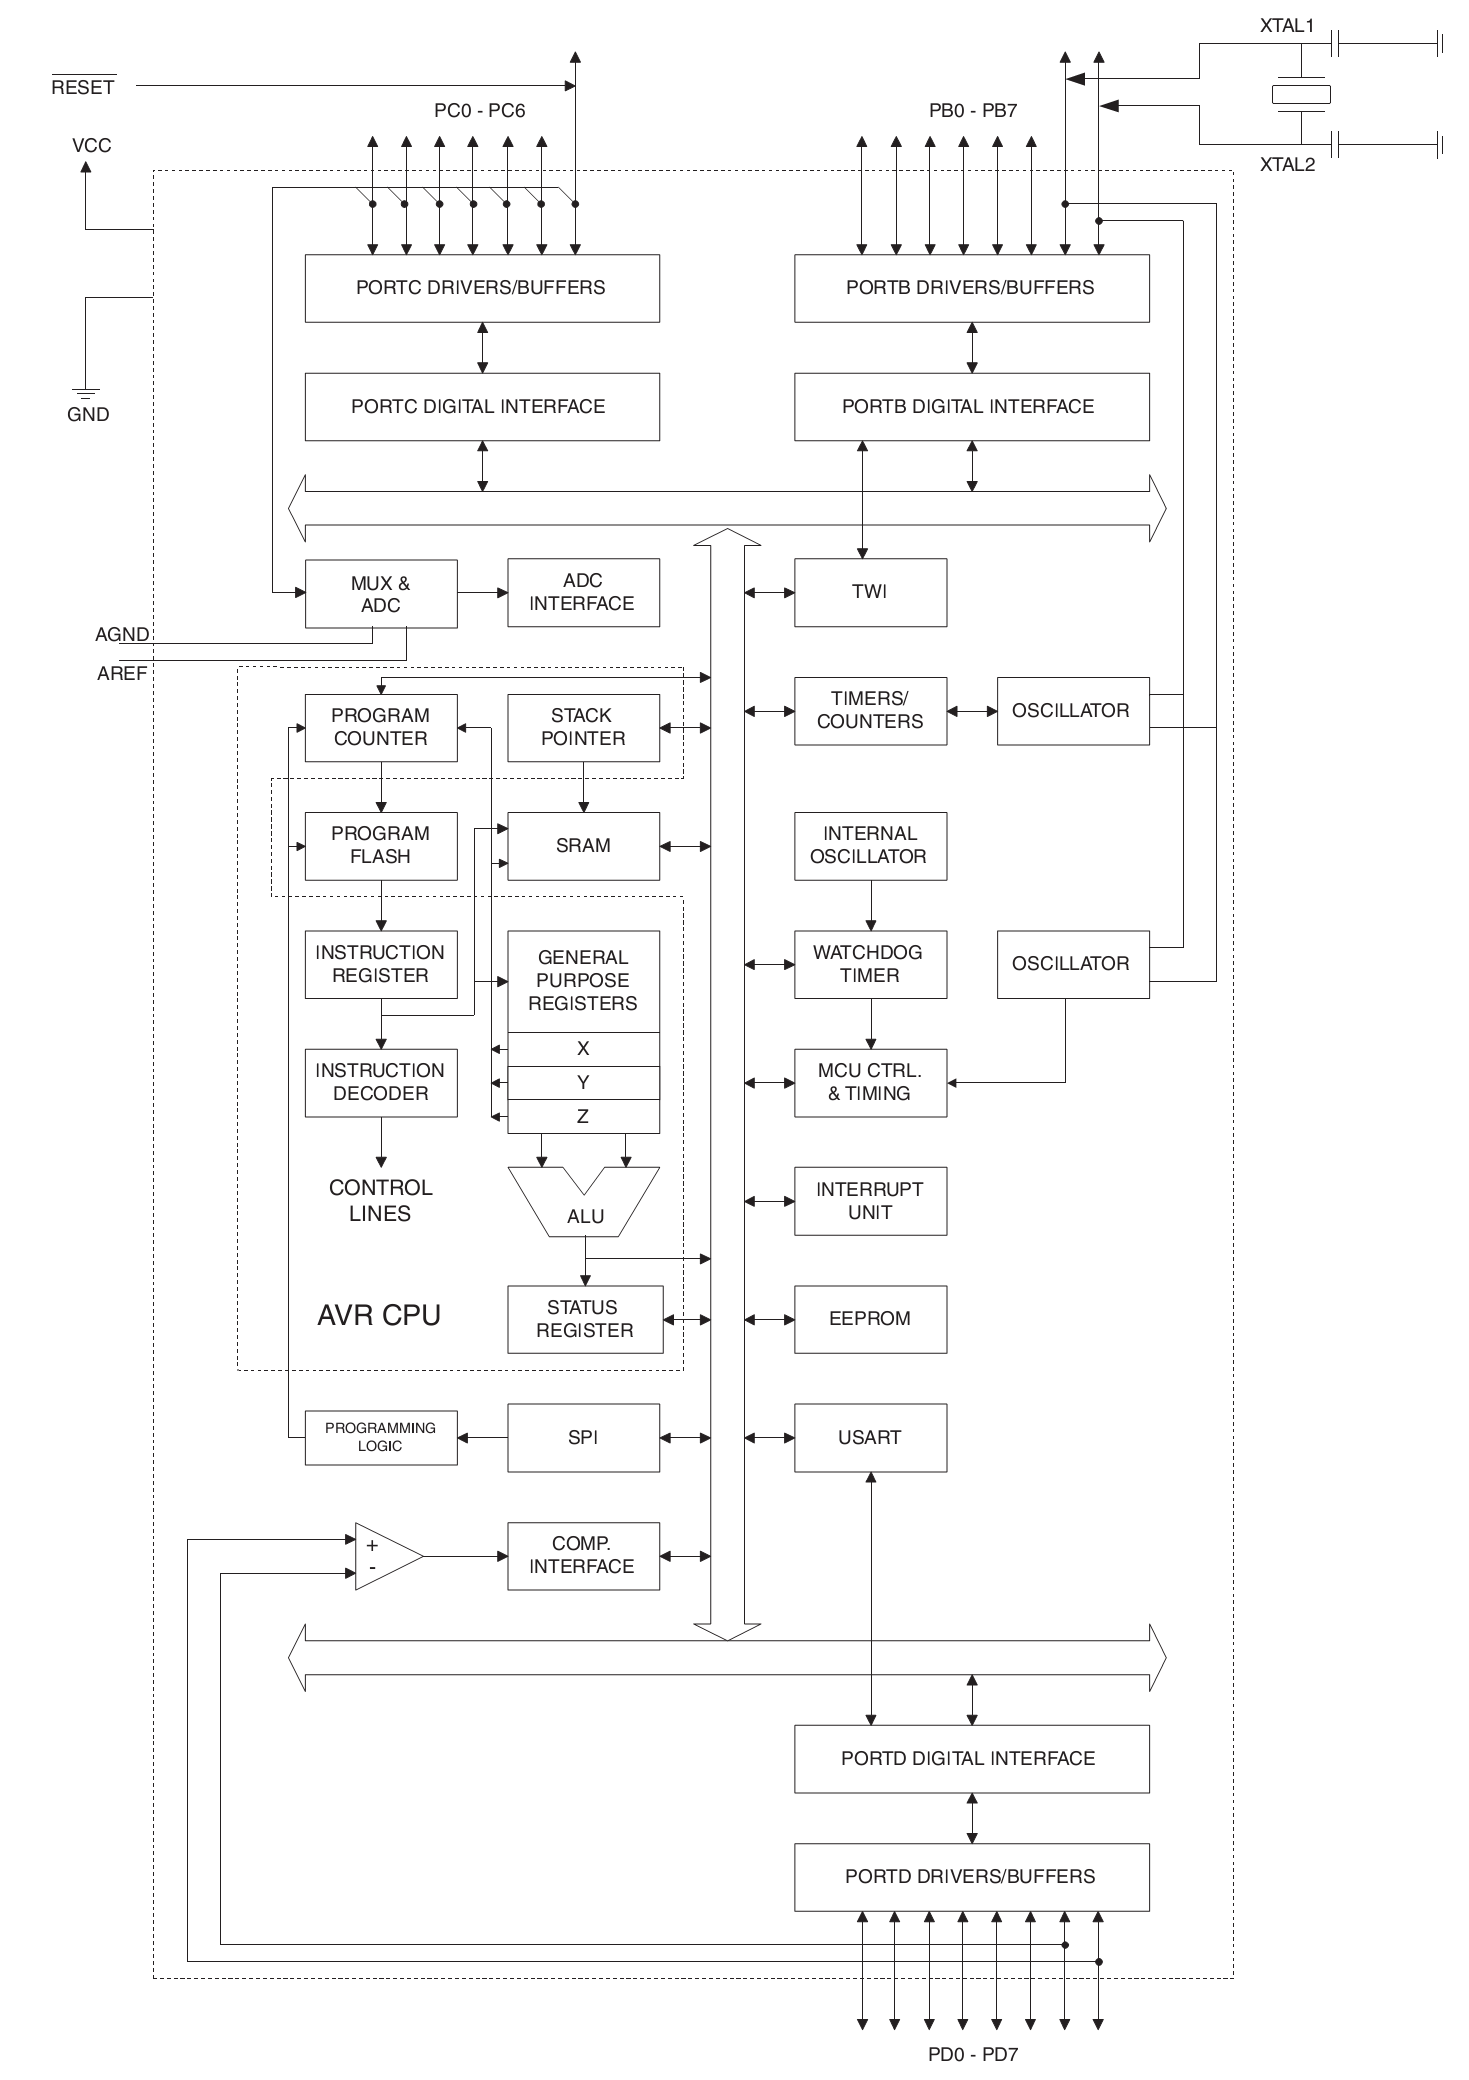 XTAL1
RESET
PC0 - PC6
PB0 - PB7
VCC
XTAL2
PORTC DRIVERS/BUFFERS
PORTB DRIVERS/BUFFERS
PORTC DIGITAL INTERFACE
PORTB DIGITAL INTERFACE
GND
MUX &
ADC
ADC
INTERFACE
TWI
AGND
AREF
PROGRAM
COUNTER
STACK
POINTER
TIMERS/
COUNTERS
OSCILLATOR
PROGRAM
FLASH
SRAM
INTERNAL
OSCILLATOR
INSTRUCTION
REGISTER
GENERAL
PURPOSE
REGISTERS
WATCHDOG
TIMER
OSCILLATOR
X
INSTRUCTION
DECODER
Y
Z
MCU CTRL.
& TIMING
CONTROL
LINES
ALU
INTERRUPT
UNIT
AVR CPU
STATUS
REGISTER
EEPROM
PROGRAMMING
LOGIC
SPI
USART
+
-
COMP.
INTERFACE
PORTD DIGITAL INTERFACE
PORTD DRIVERS/BUFFERS
PD0 - PD7